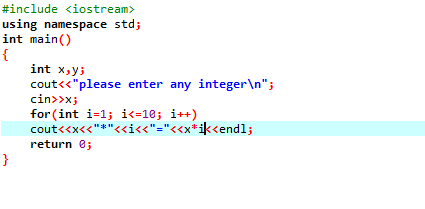 #include <iostream>
using namespace std;
int main()
{
    int x,y;
    cout<<"please enter any integer\n";
    cin>>x;
    for(int i=1; i<=10; i++)
    cout<<x<<"*"<<i<<"="<<x*i<<endl;
    return 0;
}